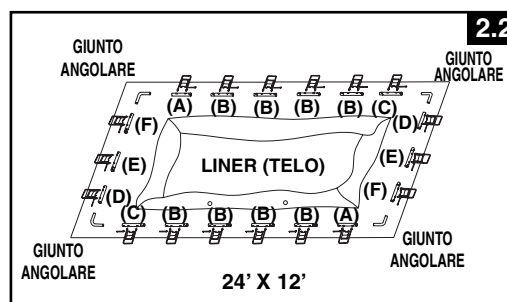 2.2
GIUNTO
ANGOLARE
GIUNTO
ANGOLARE
(A) (B) (B) (B) (B) (C)
(F) (D)
(E) LINER (TELO) (E)
(D) (F)
(C) (B) (B) (B) (B) (A)
GIUNTO
ANGOLARE
GIUNTO
ANGOLARE
24' X 12'